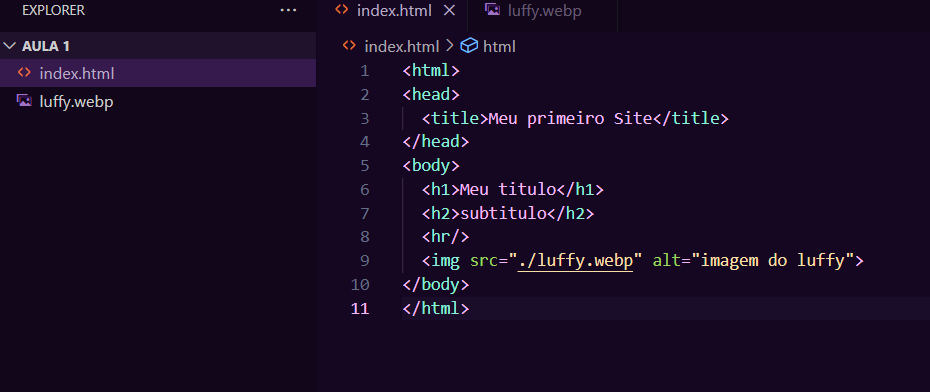 EXPLORER ...
AULA 1
index.html
luffy.webp
index.html luffy.webp
index.html > html
1 <html>
2 <head>
3 <title>Meu primeiro Site</title>
4 </head>
5 <body>
6 <h1>Meu titulo</h1>
7 <h2>subtitulo</h2>
8 <hr/>
9 <img src="./luffy.webp" alt="imagem do luffy">
10 </body>
11 </html>